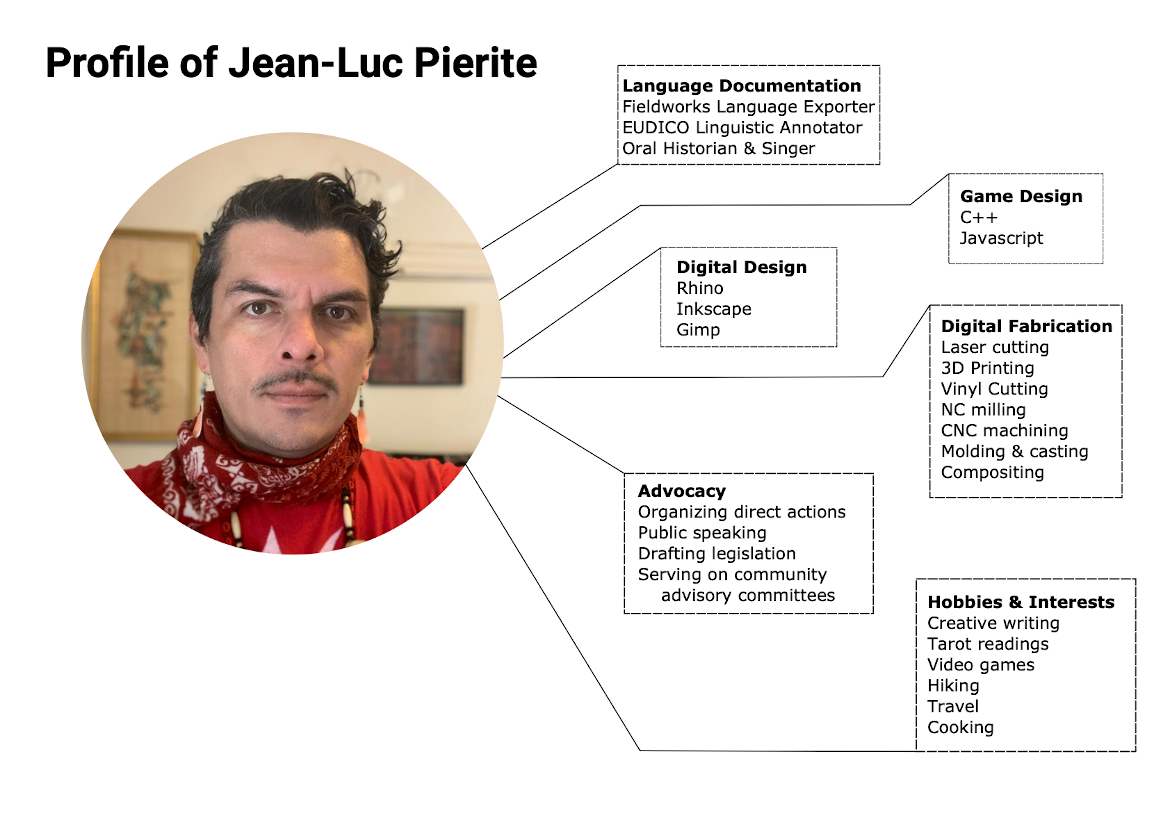 Profile of Jean-Luc Pierite
Language Documentation
Fieldworks Language Exporter
EUDICO Linguistic Annotator
Oral Historian & Singer
Game Design
C++
Javascript
Digital Design
Rhino
Inkscape
Gimp
Digital Fabrication
Laser cutting
3D Printing
Vinyl Cutting
NC milling
CNC machining
Molding & casting
Compositing
Advocacy
Organizing direct actions
Public speaking
Drafting legislation
Serving on community
advisory committees
Hobbies & Interests
Creative writing
Tarot readings
Video games
Hiking
Travel
Cooking